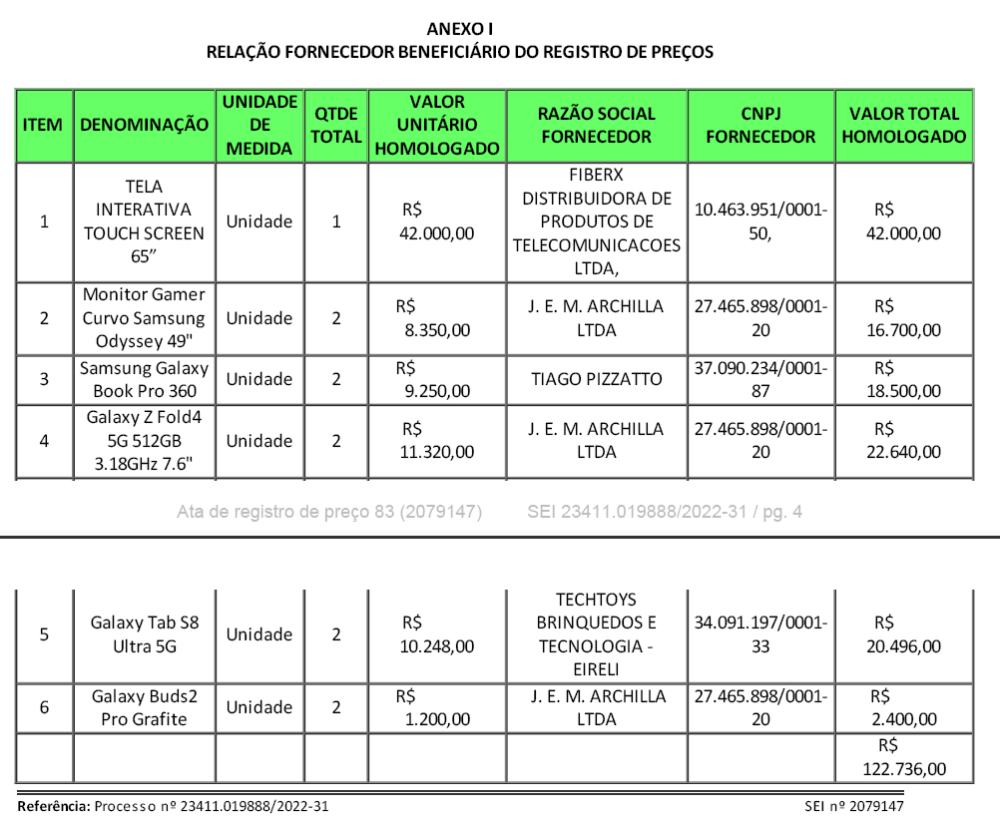 ANEXO I
RELAÇÃO FORNECEDOR BENEFICIÁRIO DO REGISTRO DE PREÇOS
ITEM
DENOMINAÇÃO
UNIDADE
DE
MEDIDA
QTDE
TOTAL
VALOR
UNITÁRIO
HOMOLOGADO
RAZÃO SOCIAL
FORNECEDOR
CNPJ
FORNECEDOR
VALOR TOTAL
HOMOLOGADO
1
TELA
INTERATIVA
TOUCH SCREEN
65”
Unidade
1
R$
42.000,00
FIBERX
DISTRIBUIDORA DE
PRODUTOS DE
TELECOMUNICACOES
LTDA,
10.463.951/0001-
50,
R$
42.000,00
2
Monitor Gamer
Curvo Samsung
Odyssey 49"
Unidade
2
R$
8.350,00
J. E. M. ARCHILLA
LTDA
27.465.898/0001-
20
R$
16.700,00
3
Samsung Galaxy
Book Pro 360
Unidade
2
R$
9.250,00
TIAGO PIZZATTO
37.090.234/0001-
87
R$
18.500,00
4
Galaxy Z Fold4
5G 512GB
3.18GHz 7.6"
Unidade
2
R$
11.320,00
J. E. M. ARCHILLA
LTDA
27.465.898/0001-
20
R$
22.640,00
Ata de registro de preço 83 (2079147) SEI 23411.019888/2022-31 / pg. 4
5
Galaxy Tab S8
Ultra 5G
Unidade
2
R$
10.248,00
TECHTOYS
BRINQUEDOS E
TECNOLOGIA -
EIRELI
34.091.197/0001-
33
R$
20.496,00
6
Galaxy Buds2
Pro Grafite
Unidade
2
R$
1.200,00
J. E. M. ARCHILLA
LTDA
27.465.898/0001-
20
R$
2.400,00
R$
122.736,00
Referência: Processo nº 23411.019888/2022-31 SEI nº 2079147